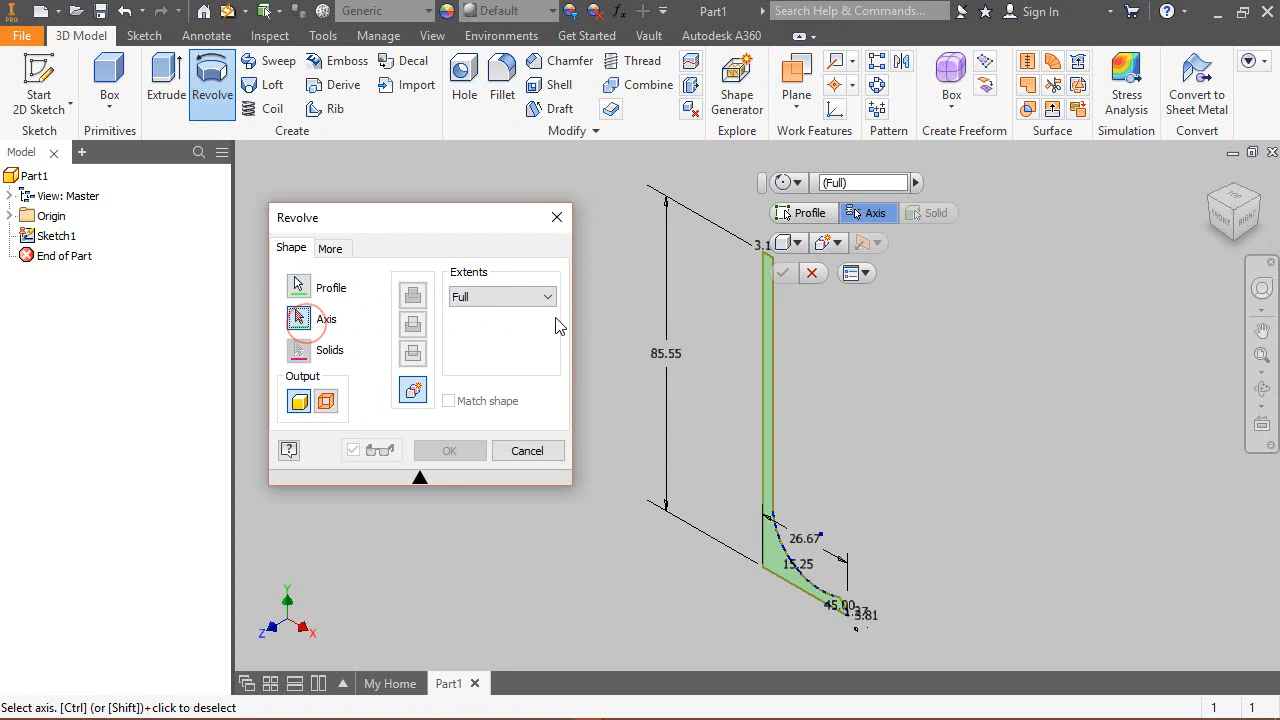 PRO Generic Default Part1 Search Help & Commands... Sign In
File 3D Model Sketch Annotate Inspect Tools Manage View Environments Get Started Vault Autodesk A360
Start
2D Sketch
Box
Extrude
Revolve
Sweep
Emboss
Decal
Loft
Derive
Import
Coil
Rib
Hole
Fillet
Chamfer
Thread
Shell
Combine
Draft
Shape
Generator
Plane
Box
Stress
Analysis
Convert to
Sheet Metal
Sketch Primitives Create Modify Explore Work Features Pattern Create Freeform Surface Simulation Convert
Model
Part1
View: Master
Origin
Sketch1
End of Part
Revolve
Shape More
Profile
Axis
Solids
Output
Extents
Full
Match shape
OK Cancel
(Full)
Profile Axis Solid
3.1
85.55
26.67
15.25
45.00
3.81
TOP
FRONT
RIGHT
Y
Z
X
My Home Part1
Select axis. [Ctrl] (or [Shift])+click to deselect 1 1